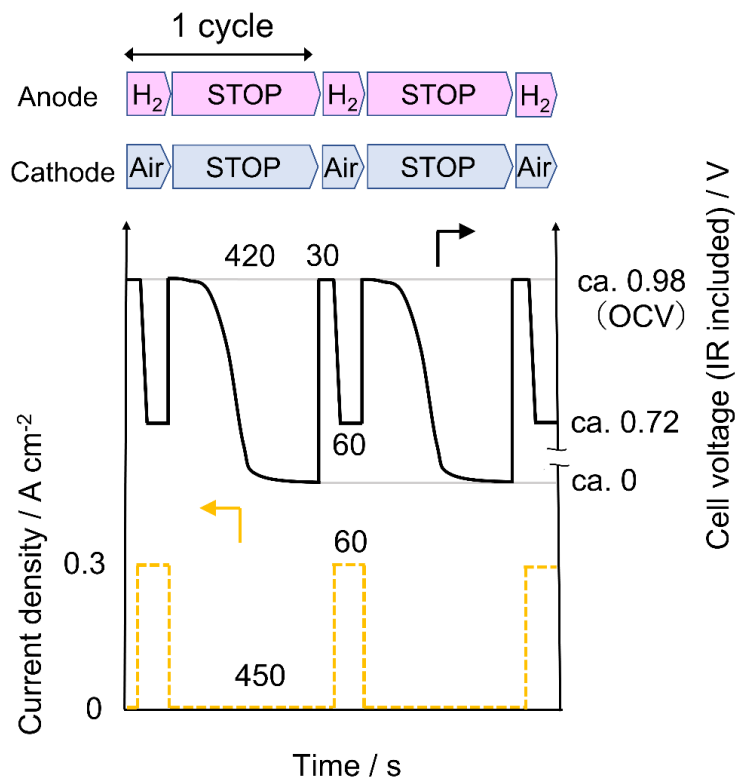 1 cycle
Anode
H₂
STOP
H₂
STOP
H₂
Cathode
Air
STOP
Air
STOP
Air
420
30
ca. 0.98
（OCV）
60
ca. 0.72
ca. 0
Cell voltage (IR included) / V
60
0.3
450
0
Current density / A cm⁻²
Time / s